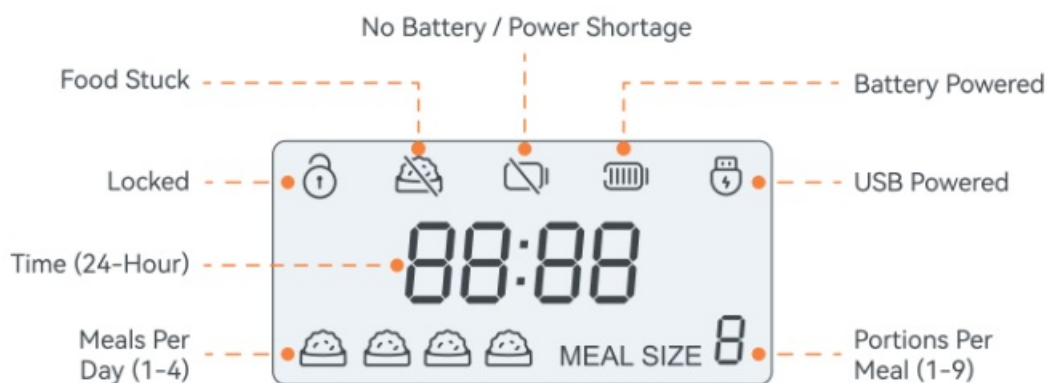 No Battery / Power Shortage
Food Stuck
Battery Powered
Locked
USB Powered
Time (24-Hour)
88:88
Meals Per
Day (1-4)
MEAL SIZE 8
Portions Per
Meal (1-9)